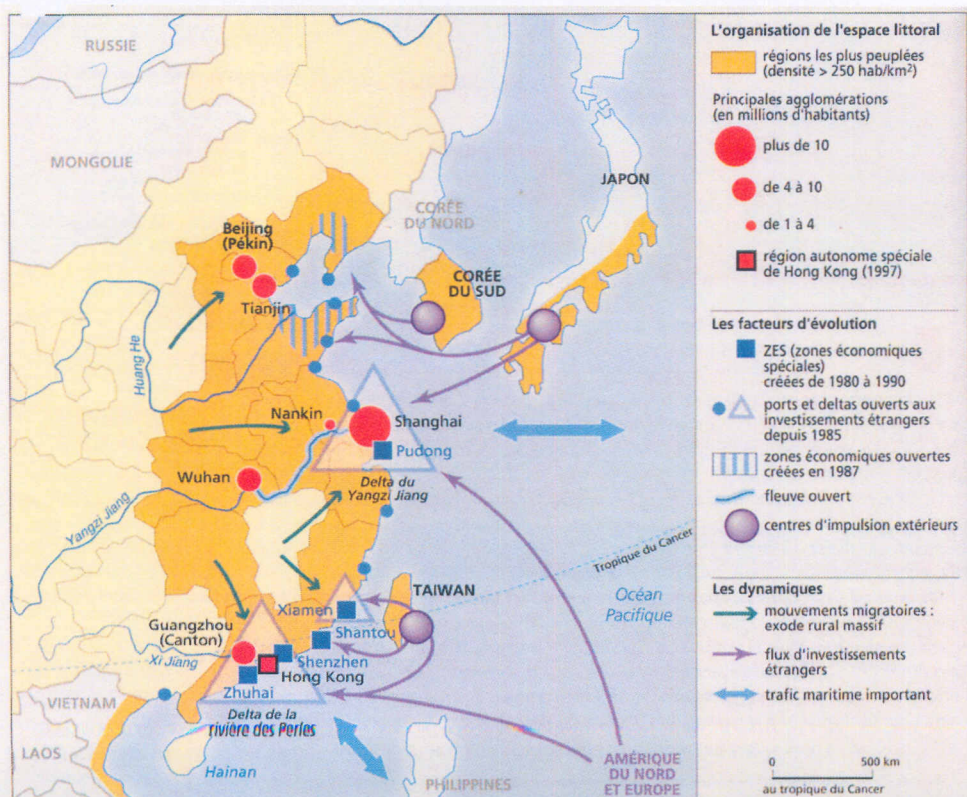 RUSSIE
MONGOLIE
CORÉE
DU NORD
JAPON
Beijing
(Pékin)
Tianjin
CORÉE
DU SUD
Huang He
Nankin
Shanghai
Pudong
Wuhan
Delta du
Yangzi Jiang
Yangzi Jiang
Tropique du Cancer
TAIWAN
Océan
Pacifique
Xiamen
Shantou
Guangzhou
(Canton)
Xi Jiang
Shenzhen
Hong Kong
Zhuhai
VIETNAM
Delta de la
rivière des Perles
LAOS
Hainan
PHILIPPINES
AMÉRIQUE
DU NORD
ET EUROPE
L'organisation de l'espace littoral
régions les plus peuplées
(densité > 250 hab/km²)
Principales agglomérations
(en millions d'habitants)
plus de 10
de 4 à 10
de 1 à 4
région autonome spéciale
de Hong Kong (1997)
Les facteurs d'évolution
ZES (zones économiques
spéciales)
créées de 1980 à 1990
ports et deltas ouverts aux
investissements étrangers
depuis 1985
zones économiques ouvertes
créées en 1987
fleuve ouvert
centres d'impulsion extérieurs
Les dynamiques
mouvements migratoires :
exode rural massif
flux d'investissements
étrangers
trafic maritime important
0 500 km
au tropique du Cancer